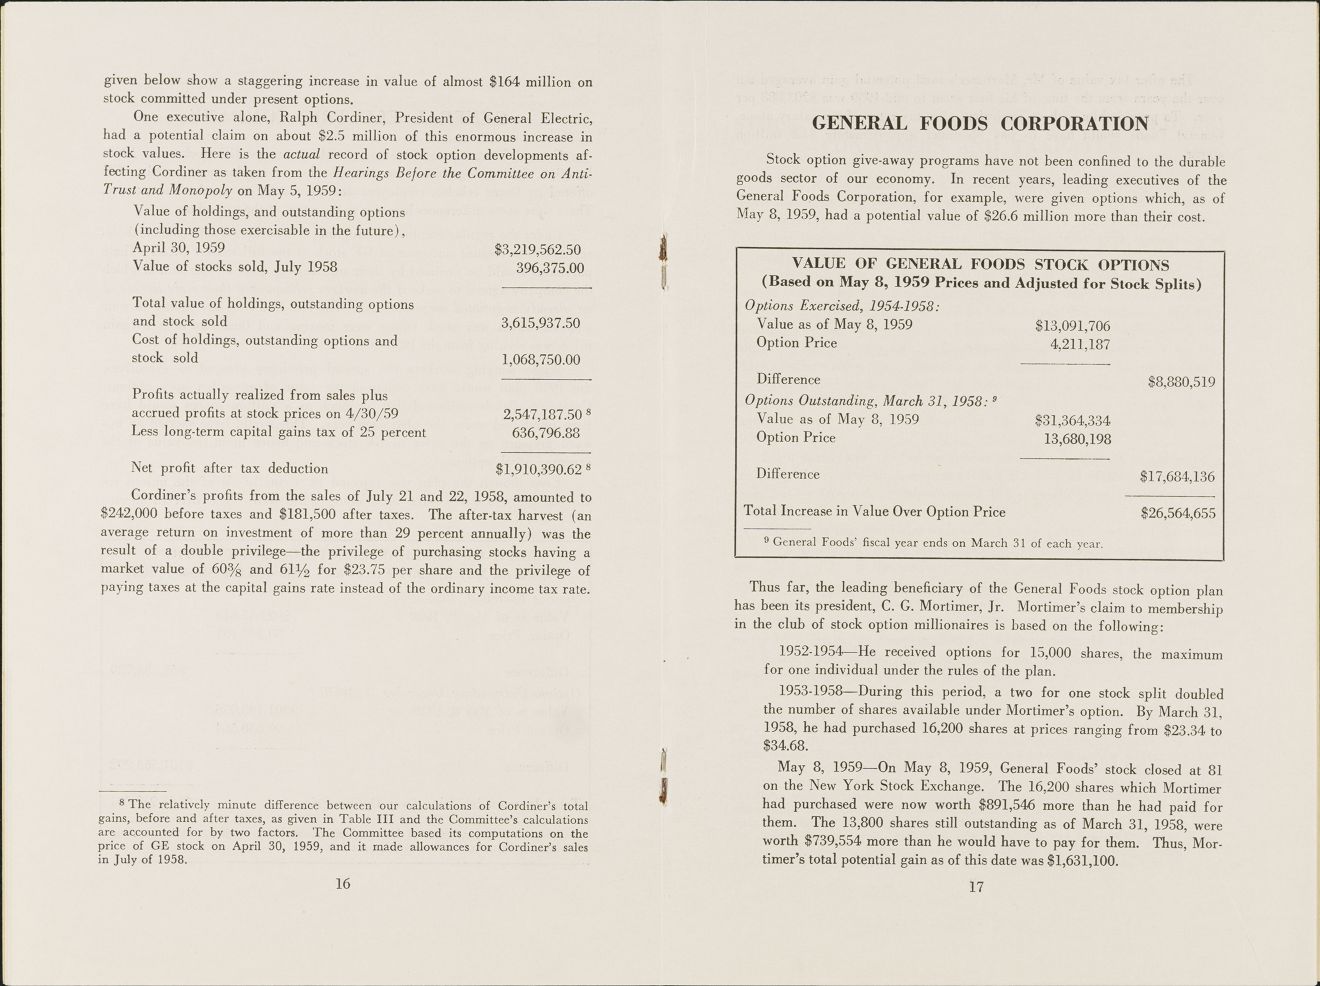 given below show a staggering increase in value of almost $164 million on
stock committed under present options.
One executive alone, Ralph Cordiner, President of General Electric,
had a potential claim on about $2.5 million of this enormous increase in
stock values. Here is the actual record of stock option developments af-
fecting Cordiner as taken from the Hearings Before the Committee on Anti-
Trust and Monopoly on May 5, 1959:
Value of holdings, and outstanding options
(including those exercisable in the future),
April 30, 1959 $3,219,562.50
Value of stocks sold, July 1958 396,375.00
Total value of holdings, outstanding options
and stock sold 3,615,937.50
Cost of holdings, outstanding options and
stock sold 1,068,750.00
Profits actually realized from sales plus
accrued profits at stock prices on 4/30/59 2,547,187.50 8
Less long-term capital gains tax of 25 percent 636,796.88
Net profit after tax deduction $1,910,390.62 8
Cordiner's profits from the sales of July 21 and 22, 1958, amounted to
$242,000 before taxes and $181,500 after taxes. The after-tax harvest (an
average return on investment of more than 29 percent annually) was the
result of a double privilege—the privilege of purchasing stocks having a
market value of 60⅜ and 61½ for $23.75 per share and the privilege of
paying taxes at the capital gains rate instead of the ordinary income tax rate.
8 The relatively minute difference between our calculations of Cordiner's total
gains, before and after taxes, as given in Table III and the Committee's calculations
are accounted for by two factors. The Committee based its computations on the
price of GE stock on April 30, 1959, and it made allowances for Cordiner's sales
in July of 1958.
16
GENERAL FOODS CORPORATION
Stock option give-away programs have not been confined to the durable
goods sector of our economy. In recent years, leading executives of the
General Foods Corporation, for example, were given options which, as of
May 8, 1959, had a potential value of $26.6 million more than their cost.
VALUE OF GENERAL FOODS STOCK OPTIONS
(Based on May 8, 1959 Prices and Adjusted for Stock Splits)
Options Exercised, 1954-1958:
Value as of May 8, 1959 $13,091,706
Option Price 4,211,187
Difference $8,880,519
Options Outstanding, March 31, 1958: 9
Value as of May 8, 1959 $31,364,334
Option Price 13,680,198
Difference $17,684,136
Total Increase in Value Over Option Price $26,564,655
9 General Foods' fiscal year ends on March 31 of each year.
Thus far, the leading beneficiary of the General Foods stock option plan
has been its president, C. G. Mortimer, Jr. Mortimer's claim to membership
in the club of stock option millionaires is based on the following:
1952-1954—He received options for 15,000 shares, the maximum
for one individual under the rules of the plan.
1953-1958—During this period, a two for one stock split doubled
the number of shares available under Mortimer's option. By March 31,
1958, he had purchased 16,200 shares at prices ranging from $23.34 to
$34.68.
May 8, 1959—On May 8, 1959, General Foods' stock closed at 81
on the New York Stock Exchange. The 16,200 shares which Mortimer
had purchased were now worth $891,546 more than he had paid for
them. The 13,800 shares still outstanding as of March 31, 1958, were
worth $739,554 more than he would have to pay for them. Thus, Mor-
timer's total potential gain as of this date was $1,631,100.
17